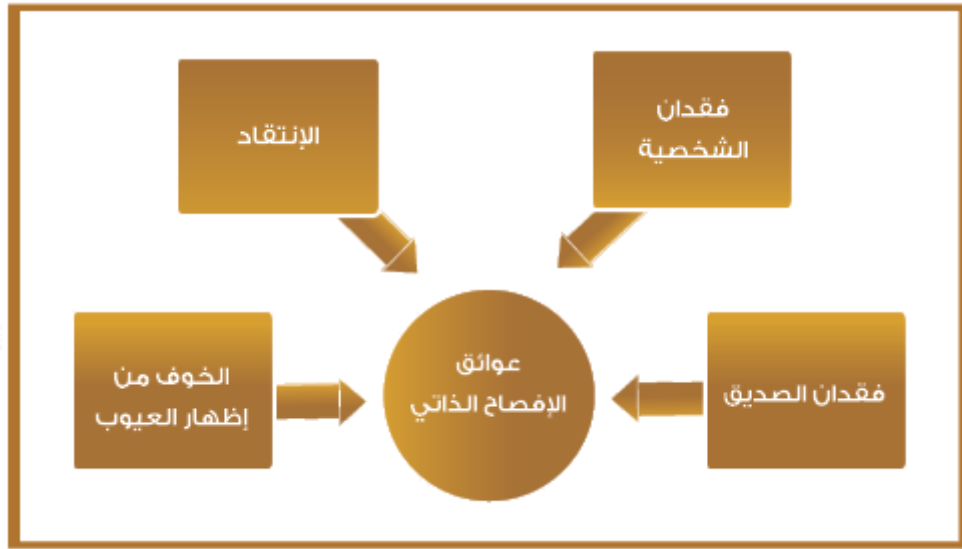 فقدان
الشخصية
الإنتقاد
عوائق
الإفصاح الذاتي
فقدان الصديق
الخوف من
إظهار العيوب